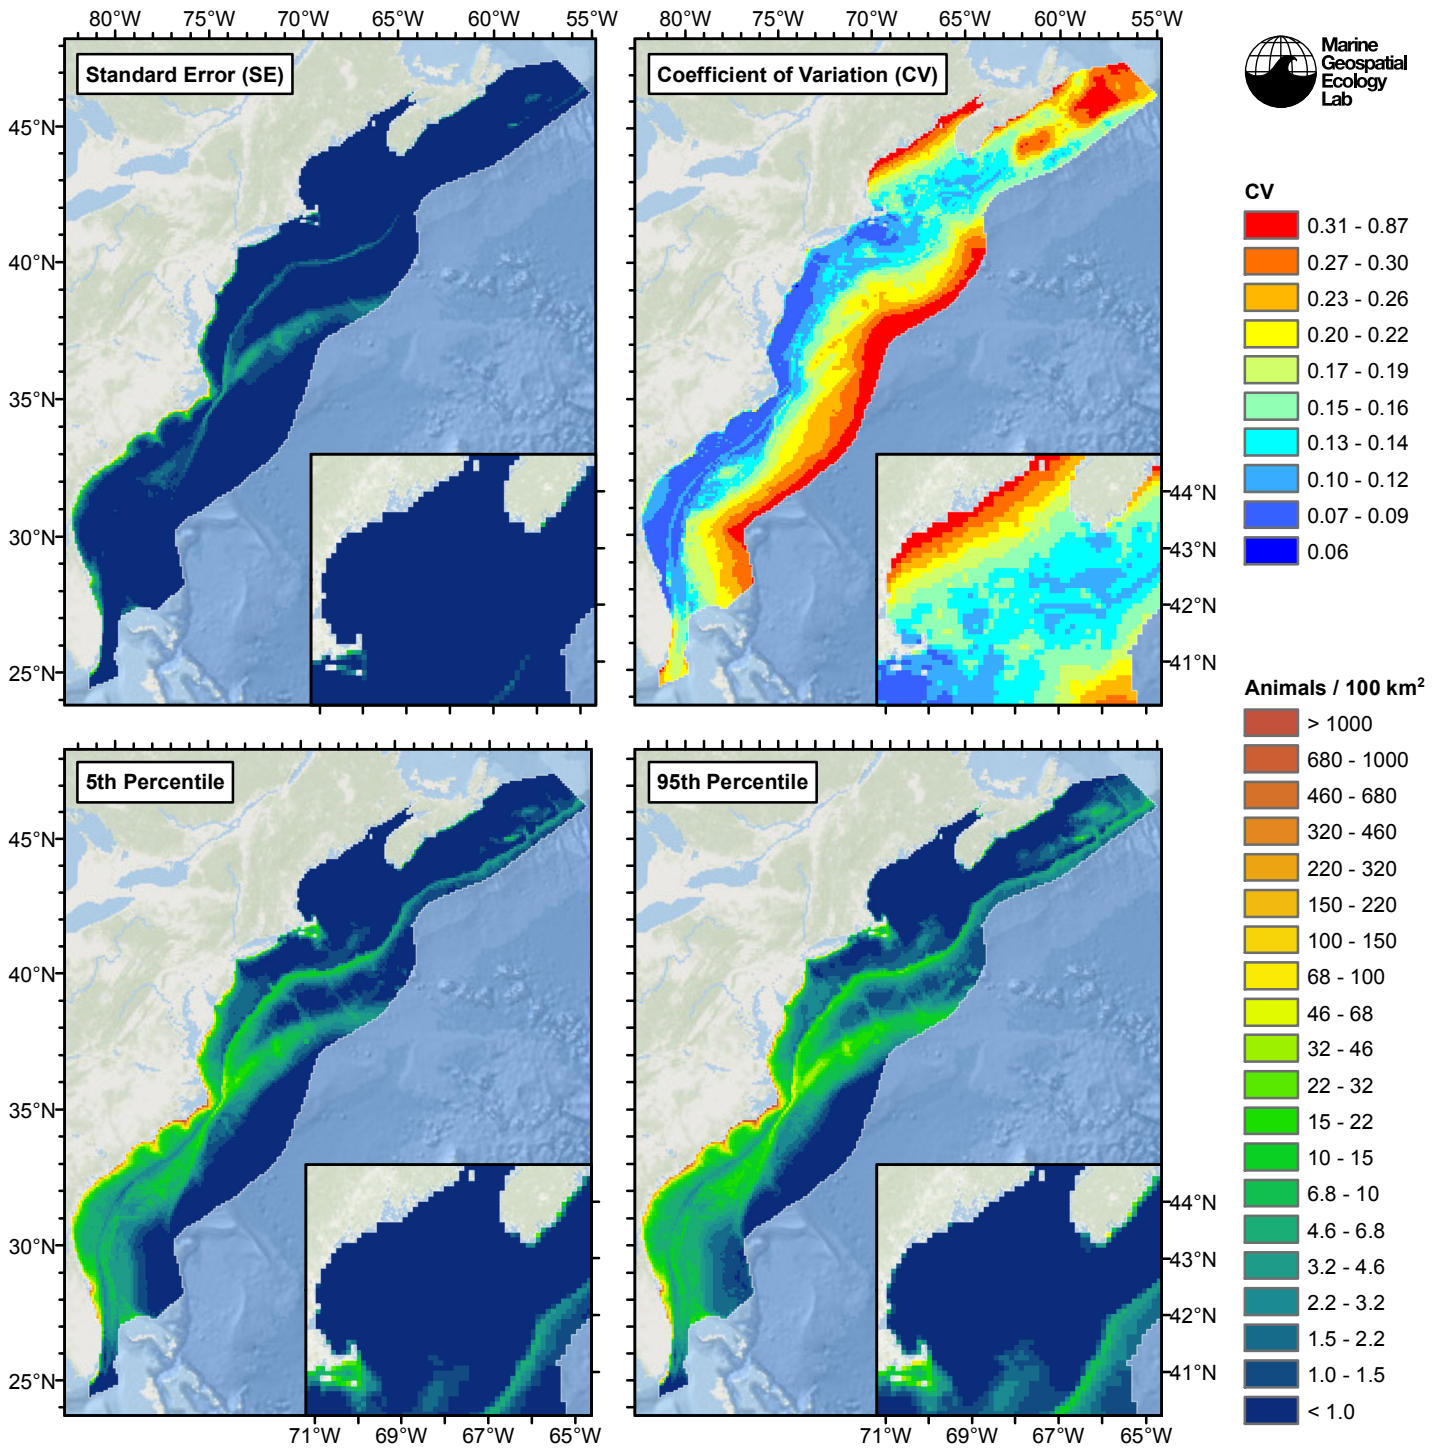 80°W 75°W 70°W 65°W 60°W 55°W
80°W 75°W 70°W 65°W 60°W 55°W
Standard Error (SE)
Coefficient of Variation (CV)
45°N
40°N
35°N
30°N
25°N
44°N
43°N
42°N
41°N
Marine
Geospatial
Ecology
Lab
CV
0.31 - 0.87
0.27 - 0.30
0.23 - 0.26
0.20 - 0.22
0.17 - 0.19
0.15 - 0.16
0.13 - 0.14
0.10 - 0.12
0.07 - 0.09
0.06
5th Percentile
95th Percentile
45°N
40°N
35°N
30°N
25°N
44°N
43°N
42°N
41°N
71°W 69°W 67°W 65°W
71°W 69°W 67°W 65°W
Animals / 100 km²
> 1000
680 - 1000
460 - 680
320 - 460
220 - 320
150 - 220
100 - 150
68 - 100
46 - 68
32 - 46
22 - 32
15 - 22
10 - 15
6.8 - 10
4.6 - 6.8
3.2 - 4.6
2.2 - 3.2
1.5 - 2.2
1.0 - 1.5
< 1.0